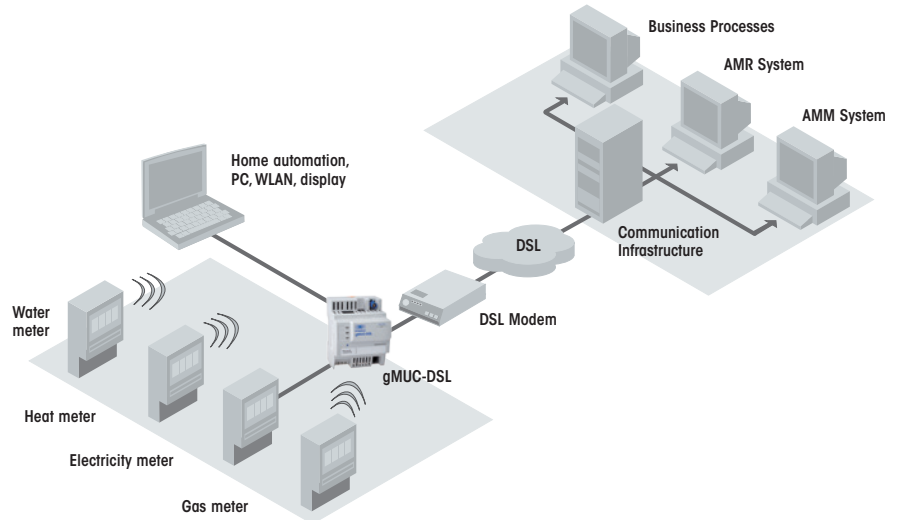 Business Processes
AMR System
AMM System
Home automation,
PC, WLAN, display
Communication
Infrastructure
DSL
DSL Modem
Water
meter
gMUC-DSL
Heat meter
Electricity meter
Gas meter